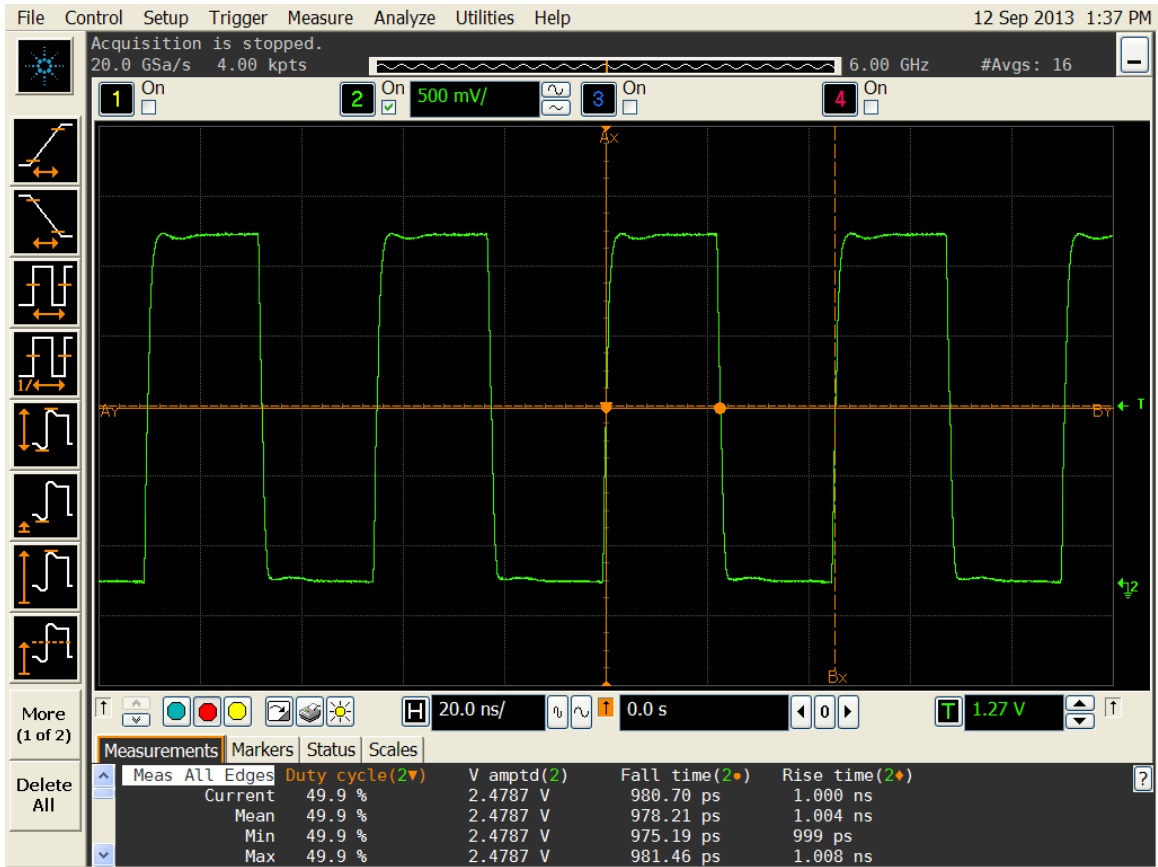 File Control Setup Trigger Measure Analyze Utilities Help 12 Sep 2013 1:37 PM
Acquisition is stopped.
20.0 GSa/s 4.00 kpts 6.00 GHz #Avgs: 16
1 On 2 On 500 mV/ 3 On 4 On
Ax
AY BY T
2
Bx
1/
More
(1 of 2)
Delete
All
H 20.0 ns/ 0.0 s 0 T 1.27 V
Measurements Markers Status Scales
Meas All Edges Duty cycle(2▼) V amptd(2) Fall time(2●) Rise time(2♦) ?
Current 49.9 % 2.4787 V 980.70 ps 1.000 ns
Mean 49.9 % 2.4787 V 978.21 ps 1.004 ns
Min 49.9 % 2.4787 V 975.19 ps 999 ps
Max 49.9 % 2.4787 V 981.46 ps 1.008 ns